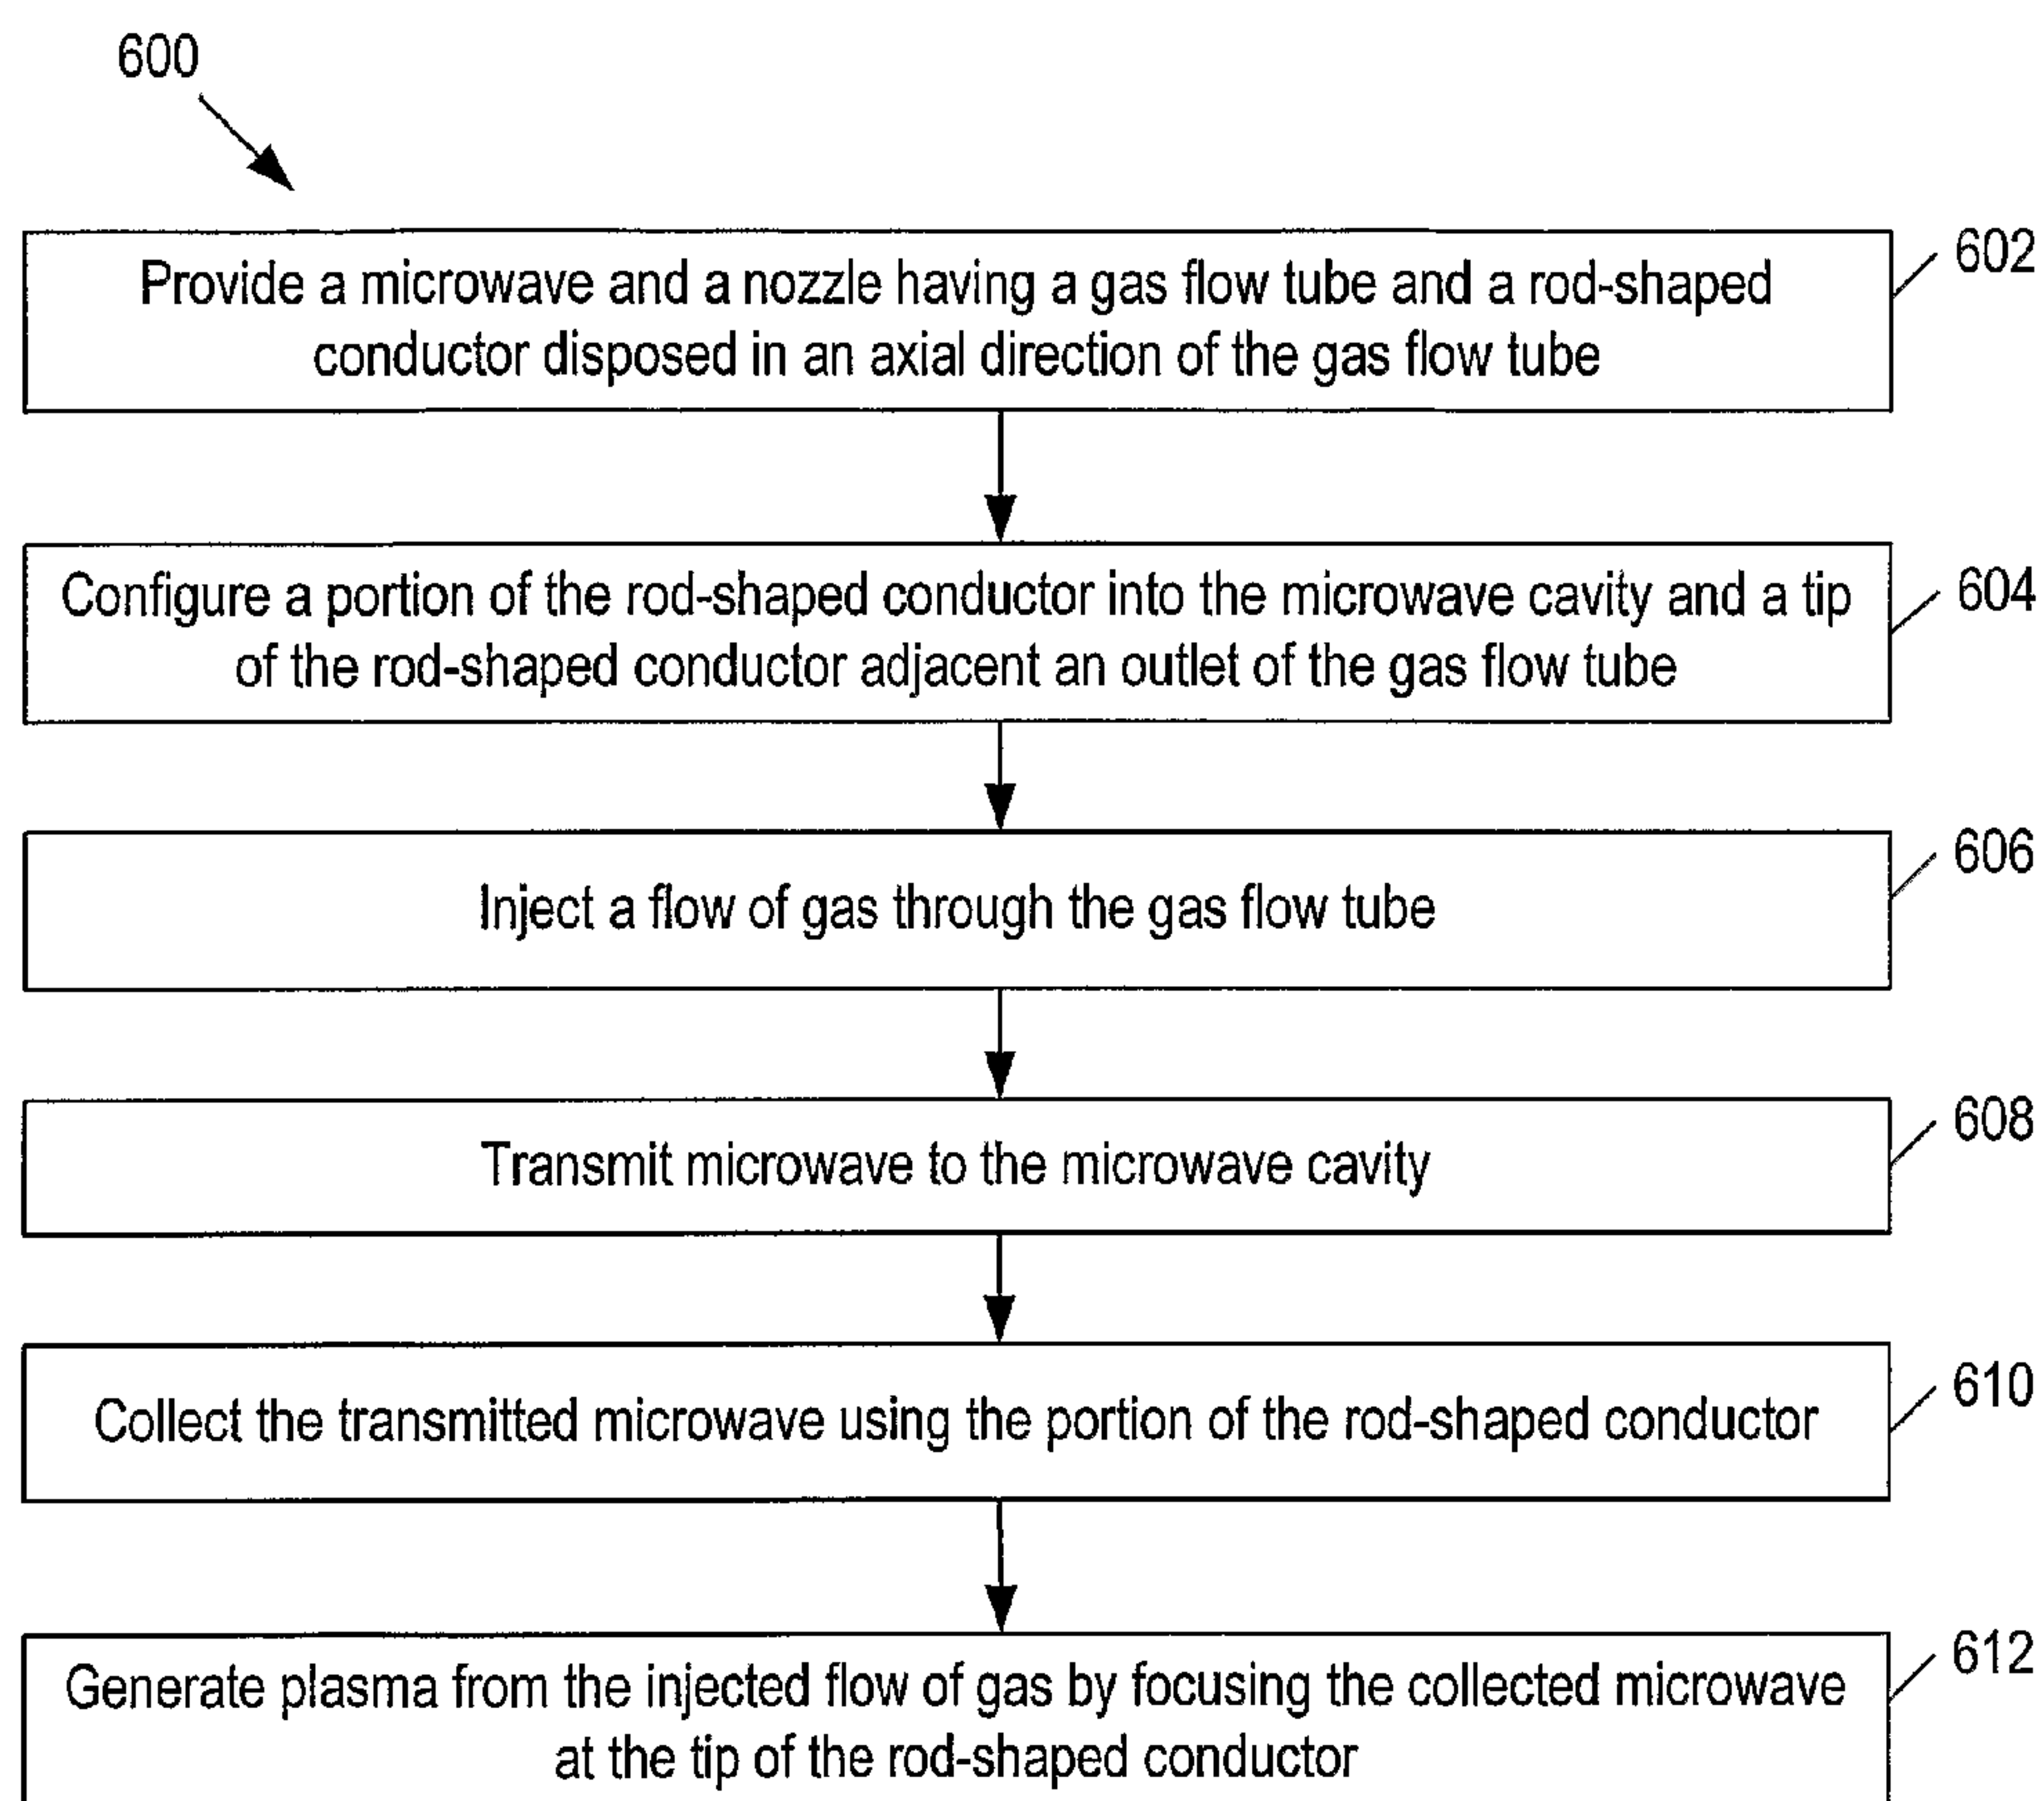 600
Provide a microwave and a nozzle having a gas flow tube and a rod-shaped
conductor disposed in an axial direction of the gas flow tube
602
Configure a portion of the rod-shaped conductor into the microwave cavity and a tip
of the rod-shaped conductor adjacent an outlet of the gas flow tube
604
Inject a flow of gas through the gas flow tube
606
Transmit microwave to the microwave cavity
608
Collect the transmitted microwave using the portion of the rod-shaped conductor
610
Generate plasma from the injected flow of gas by focusing the collected microwave
at the tip of the rod-shaped conductor
612